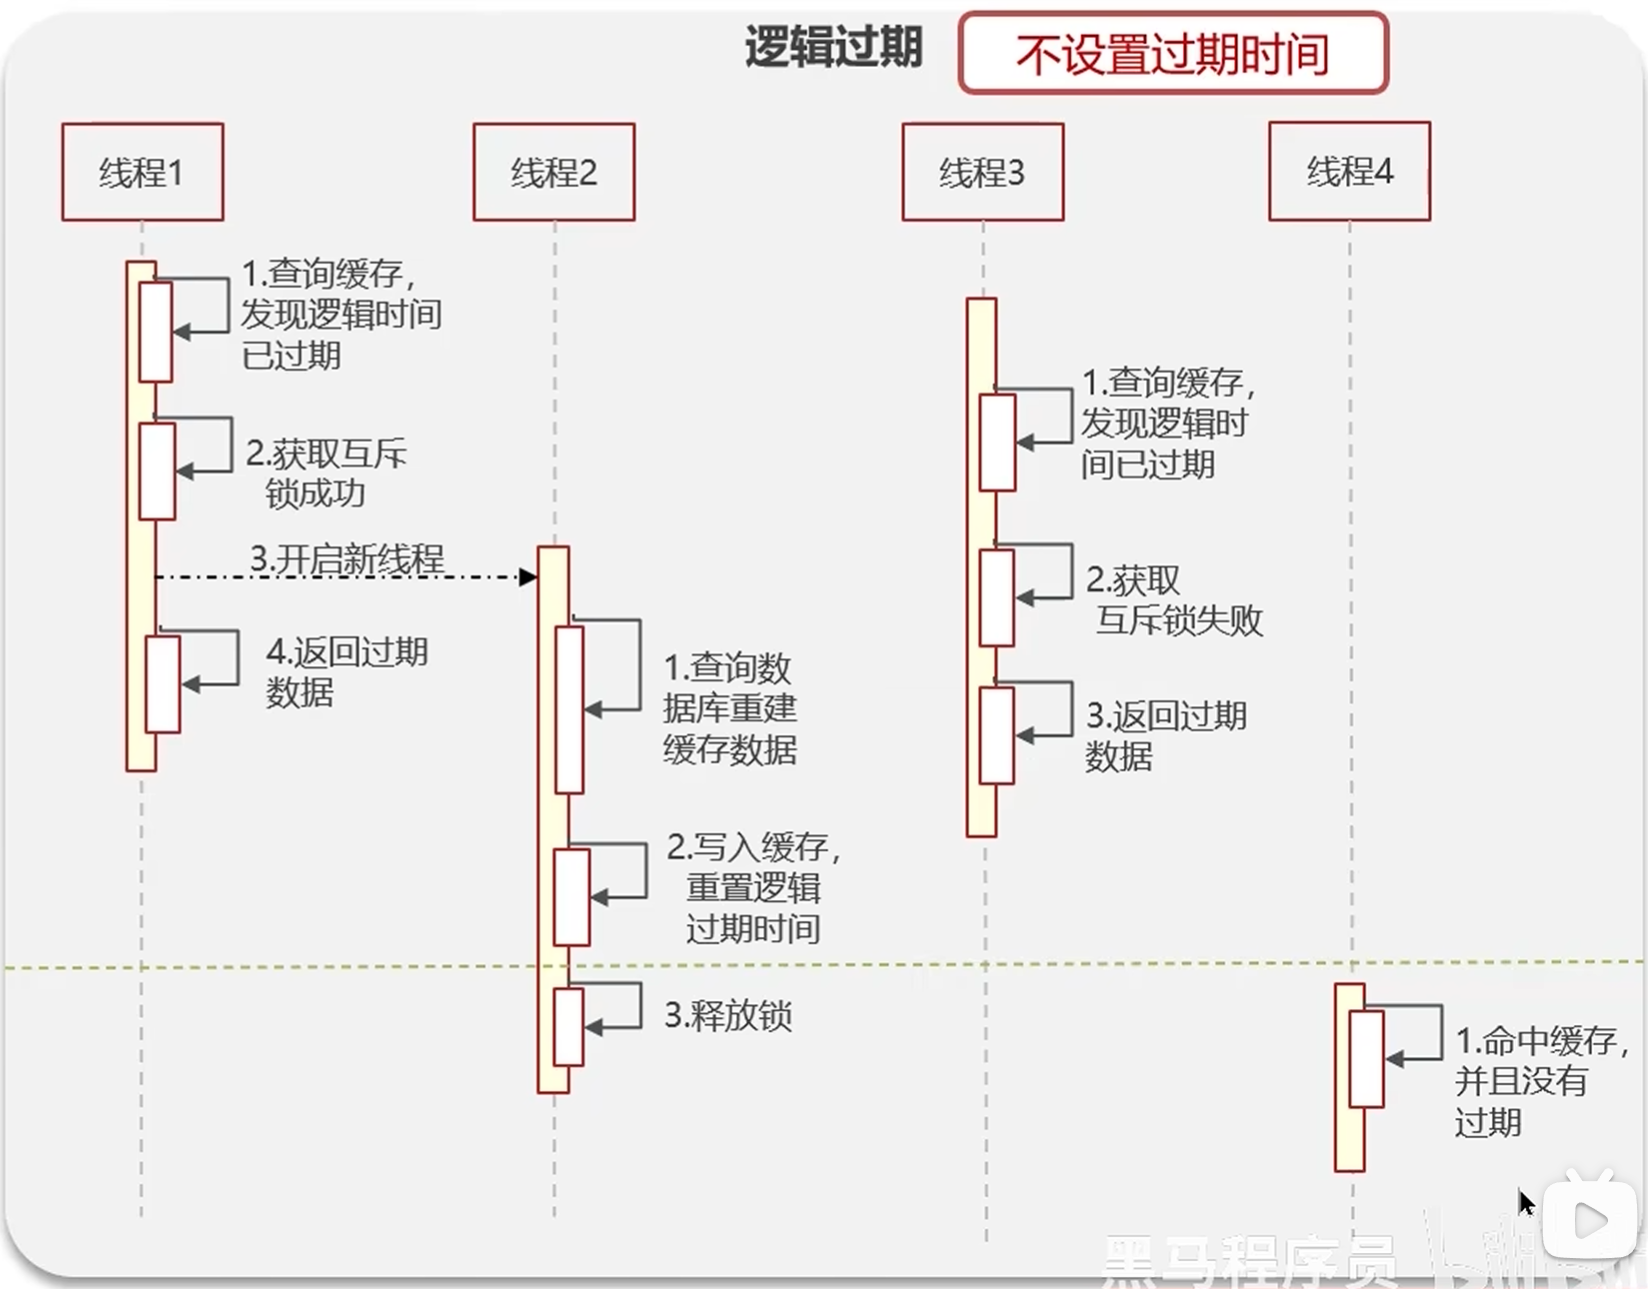 逻辑过期
不设置过期时间
线程1
线程2
线程3
线程4
1.查询缓存，
发现逻辑时间
已过期
2.获取互斥
锁成功
3.开启新线程
4.返回过期
数据
1.查询数
据库重建
缓存数据
2.写入缓存，
重置逻辑
过期时间
3.释放锁
1.查询缓存，
发现逻辑时
间已过期
2.获取
互斥锁失败
3.返回过期
数据
1.命中缓存，
并且没有
过期
黑马程序员